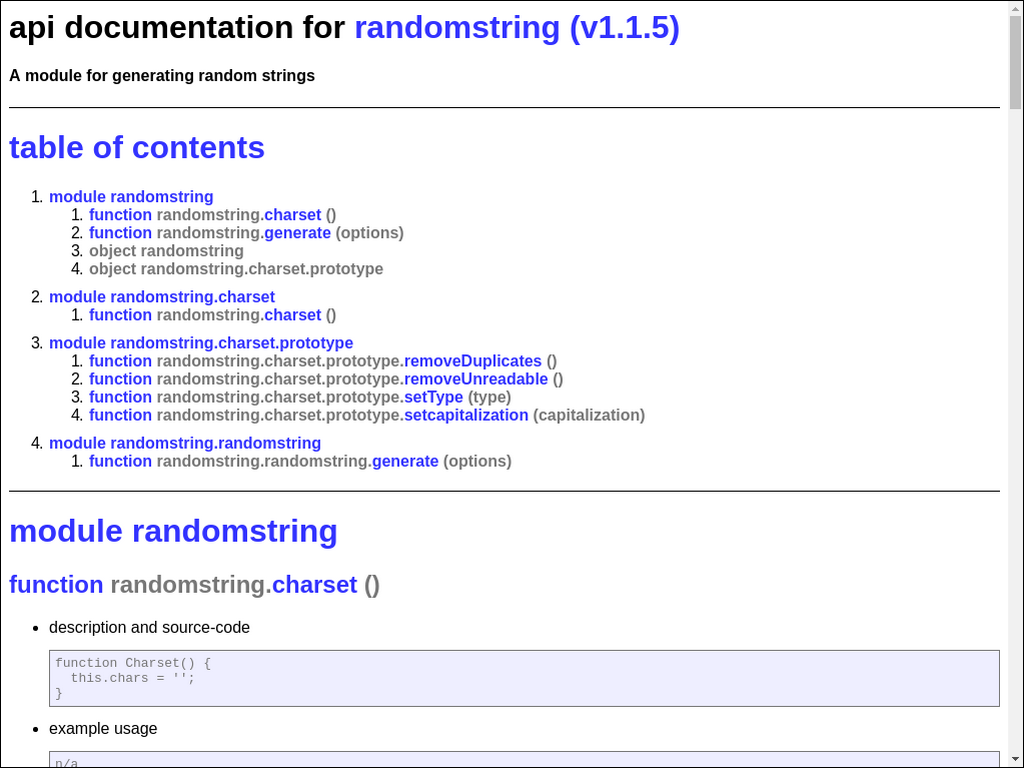 api documentation for randomstring (v1.1.5)
A module for generating random strings
table of contents
1. module randomstring
1. function randomstring.charset ()
2. function randomstring.generate (options)
3. object randomstring
4. object randomstring.charset.prototype
2. module randomstring.charset
1. function randomstring.charset ()
3. module randomstring.charset.prototype
1. function randomstring.charset.prototype.removeDuplicates ()
2. function randomstring.charset.prototype.removeUnreadable ()
3. function randomstring.charset.prototype.setType (type)
4. function randomstring.charset.prototype.setcapitalization (capitalization)
4. module randomstring.randomstring
1. function randomstring.randomstring.generate (options)
module randomstring
function randomstring.charset ()
• description and source-code
function Charset() {
  this.chars = '';
}
• example usage
n/a